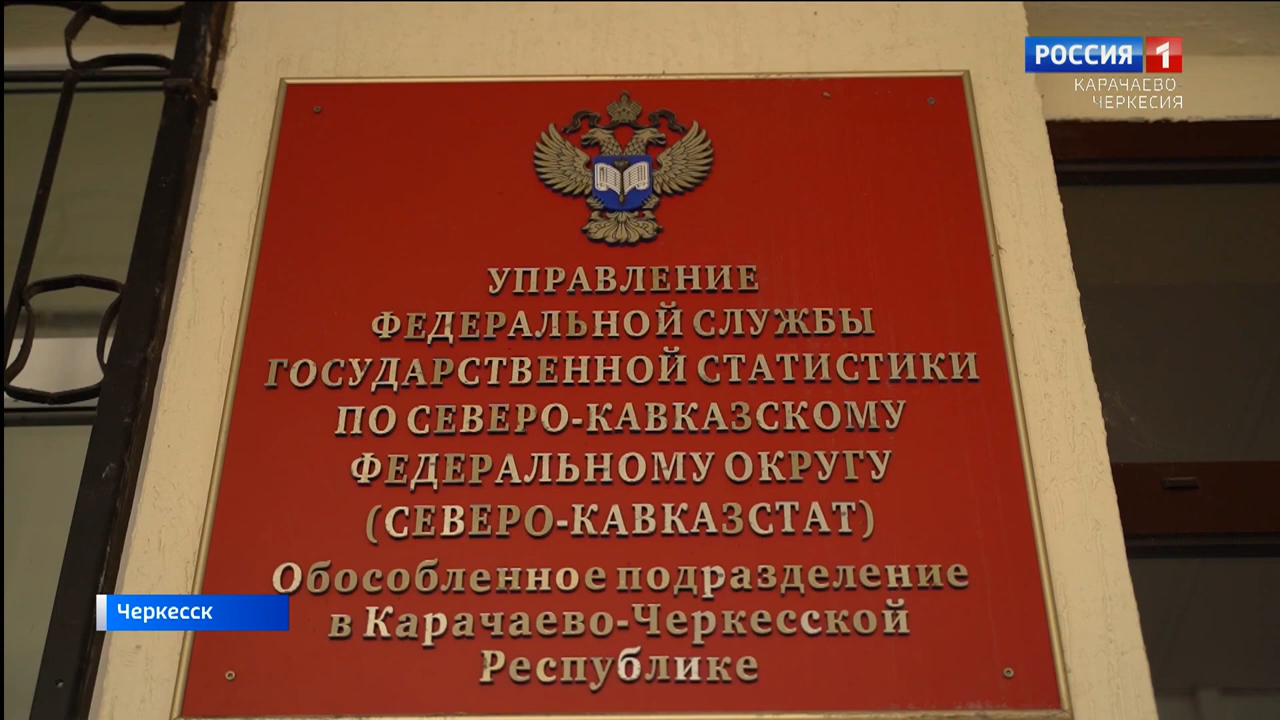 РОССИЯ 1
КАРАЧАЕВО-
ЧЕРКЕСИЯ
УПРАВЛЕНИЕ
ФЕДЕРАЛЬНОЙ СЛУЖБЫ
ГОСУДАРСТВЕННОЙ СТАТИСТИКИ
ПО СЕВЕРО-КАВКАЗСКОМУ
ФЕДЕРАЛЬНОМУ ОКРУГУ
(СЕВЕРО-КАВКАЗСТАТ)
Обособленное подразделение
в Карачаево-Черкесской
Республике
Черкесск